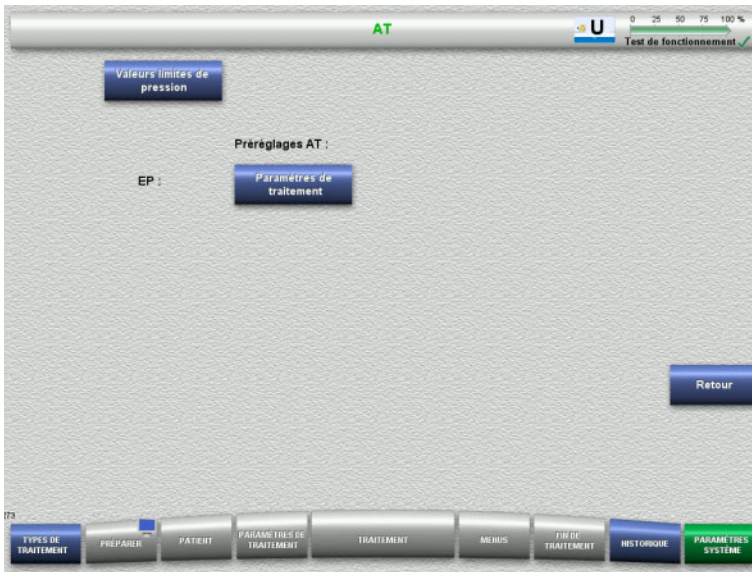 AT
U
0 25 50 75 100 %
Test de fonctionnement
Valeurs limites de
pression
Préréglages AT :
EP :
Paramètres de
traitement
Retour
273
TYPES DE
TRAITEMENT
PRÉPARER
PATIENT
PARAMÈTRES DE
TRAITEMENT
TRAITEMENT
MENUS
FIN DE
TRAITEMENT
HISTORIQUE
PARAMÈTRES
SYSTÈME